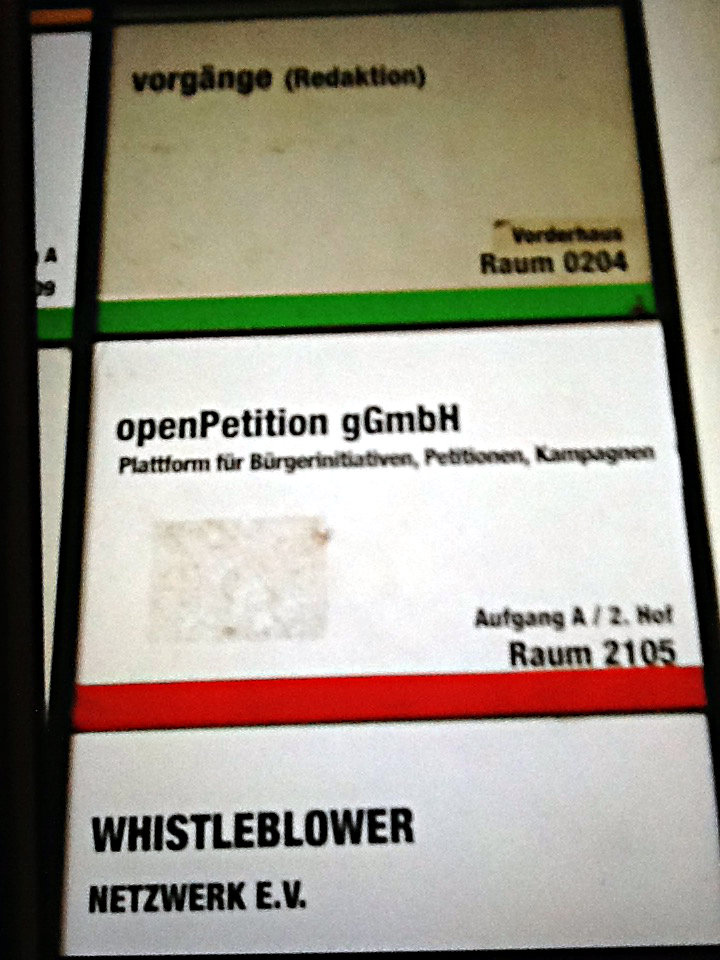 vorgänge (Redaktion)
Vorderhaus
Raum 0204
A
09
openPetition gGmbH
Plattform für Bürgerinitiativen, Petitionen, Kampagnen
Aufgang A / 2. Hof
Raum 2105
WHISTLEBLOWER
NETZWERK E.V.